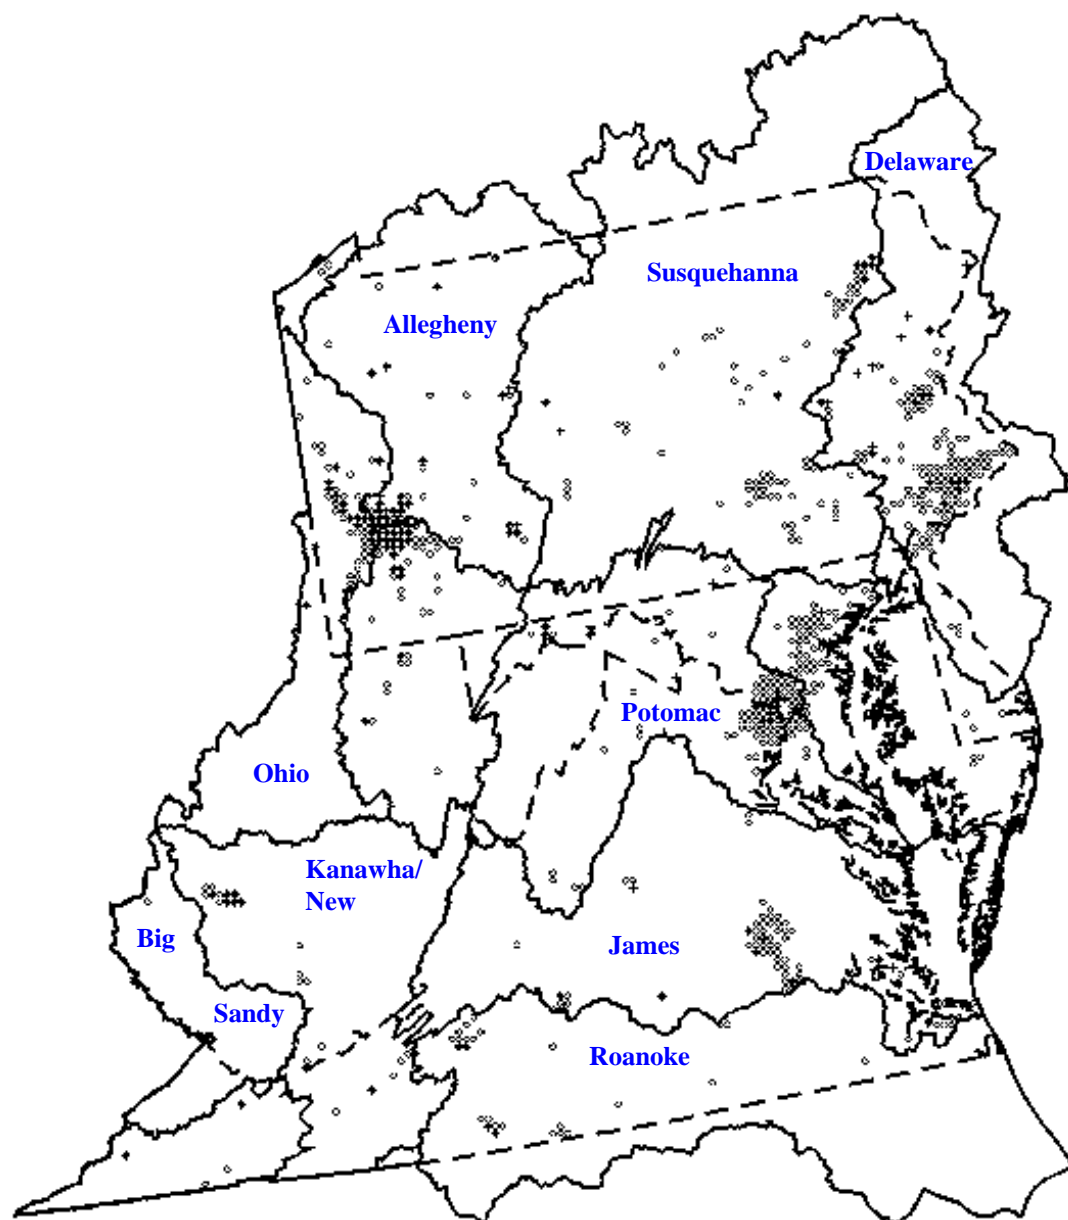 Delaware
Susquehanna
Allegheny
Potomac
Ohio
Kanawha/
New
Big
James
Sandy
Roanoke